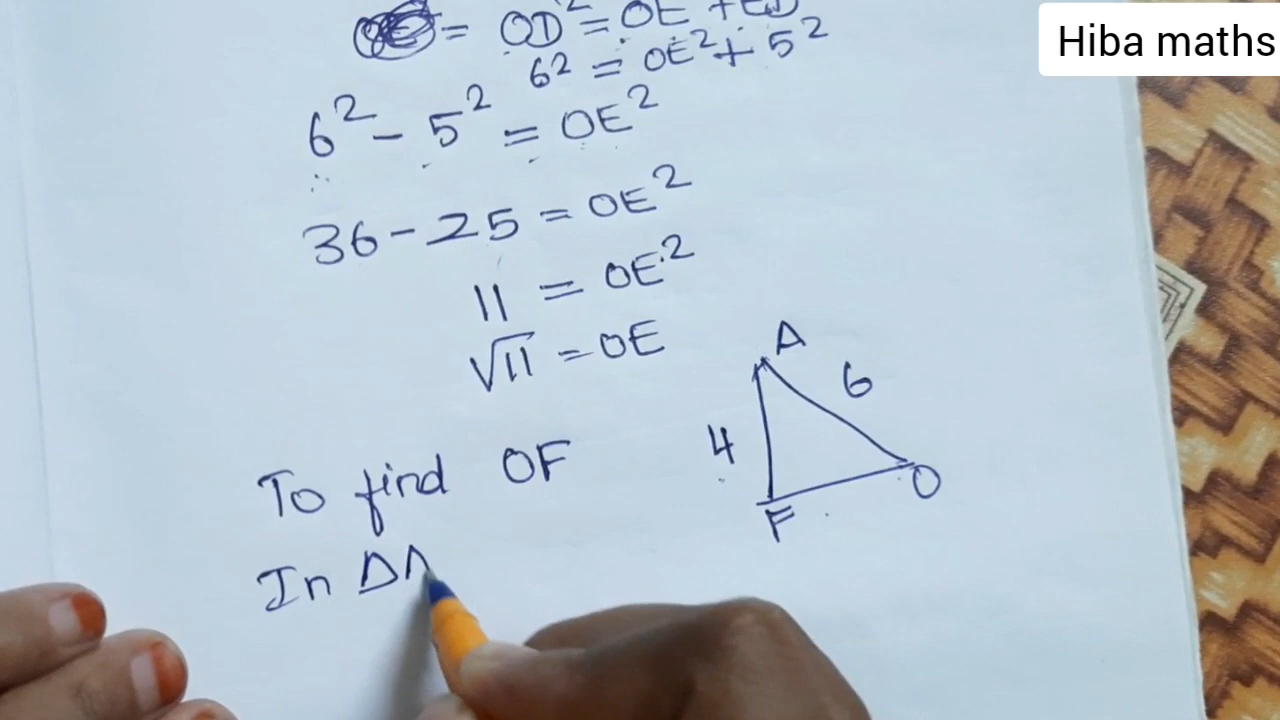 Hiba maths
= OD² = OE² + ED²
6² = OE² + 5²
6² - 5² = OE²
36 - 25 = OE²
11 = OE²
√11 = OE
A
6
4
O
F
To find OF
In ΔA